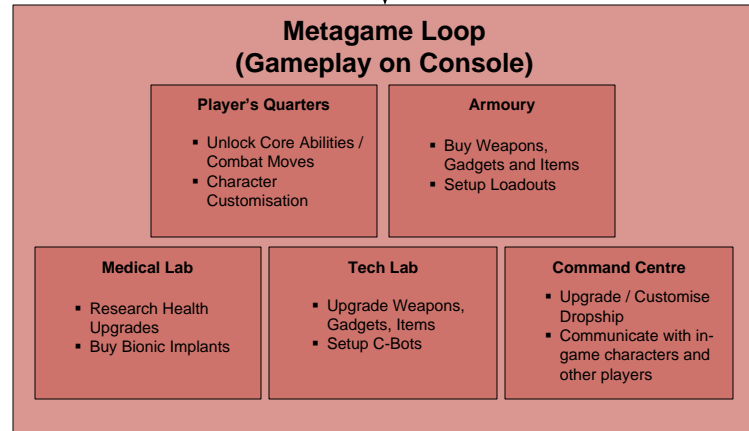 Metagame Loop
(Gameplay on Console)
Player's Quarters
▪ Unlock Core Abilities /
Combat Moves
▪ Character
Customisation
Armoury
▪ Buy Weapons,
Gadgets and Items
▪ Setup Loadouts
Medical Lab
▪ Research Health
Upgrades
▪ Buy Bionic Implants
Tech Lab
▪ Upgrade Weapons,
Gadgets, Items
▪ Setup C-Bots
Command Centre
▪ Upgrade / Customise
Dropship
▪ Communicate with in-
game characters and
other players